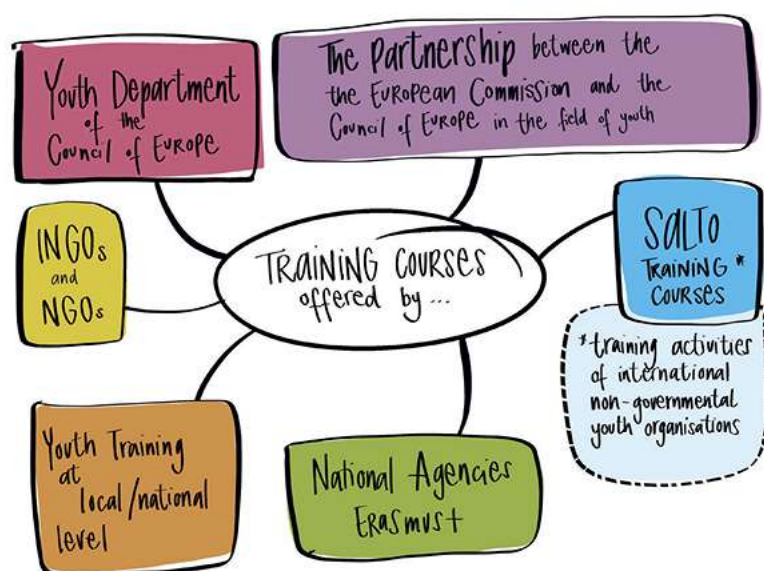 Youth Department
of the
Council of Europe
The Partnership between the
the European Commission and the
Council of Europe in the field of youth
INGOs
and
NGOs
TRAINING COURSES
offered by ...
SALTO
TRAINING *
COURSES
*training activities
of international
non-governmental
youth organisations
Youth Training
at
local/national
level
National Agencies
Erasmus+